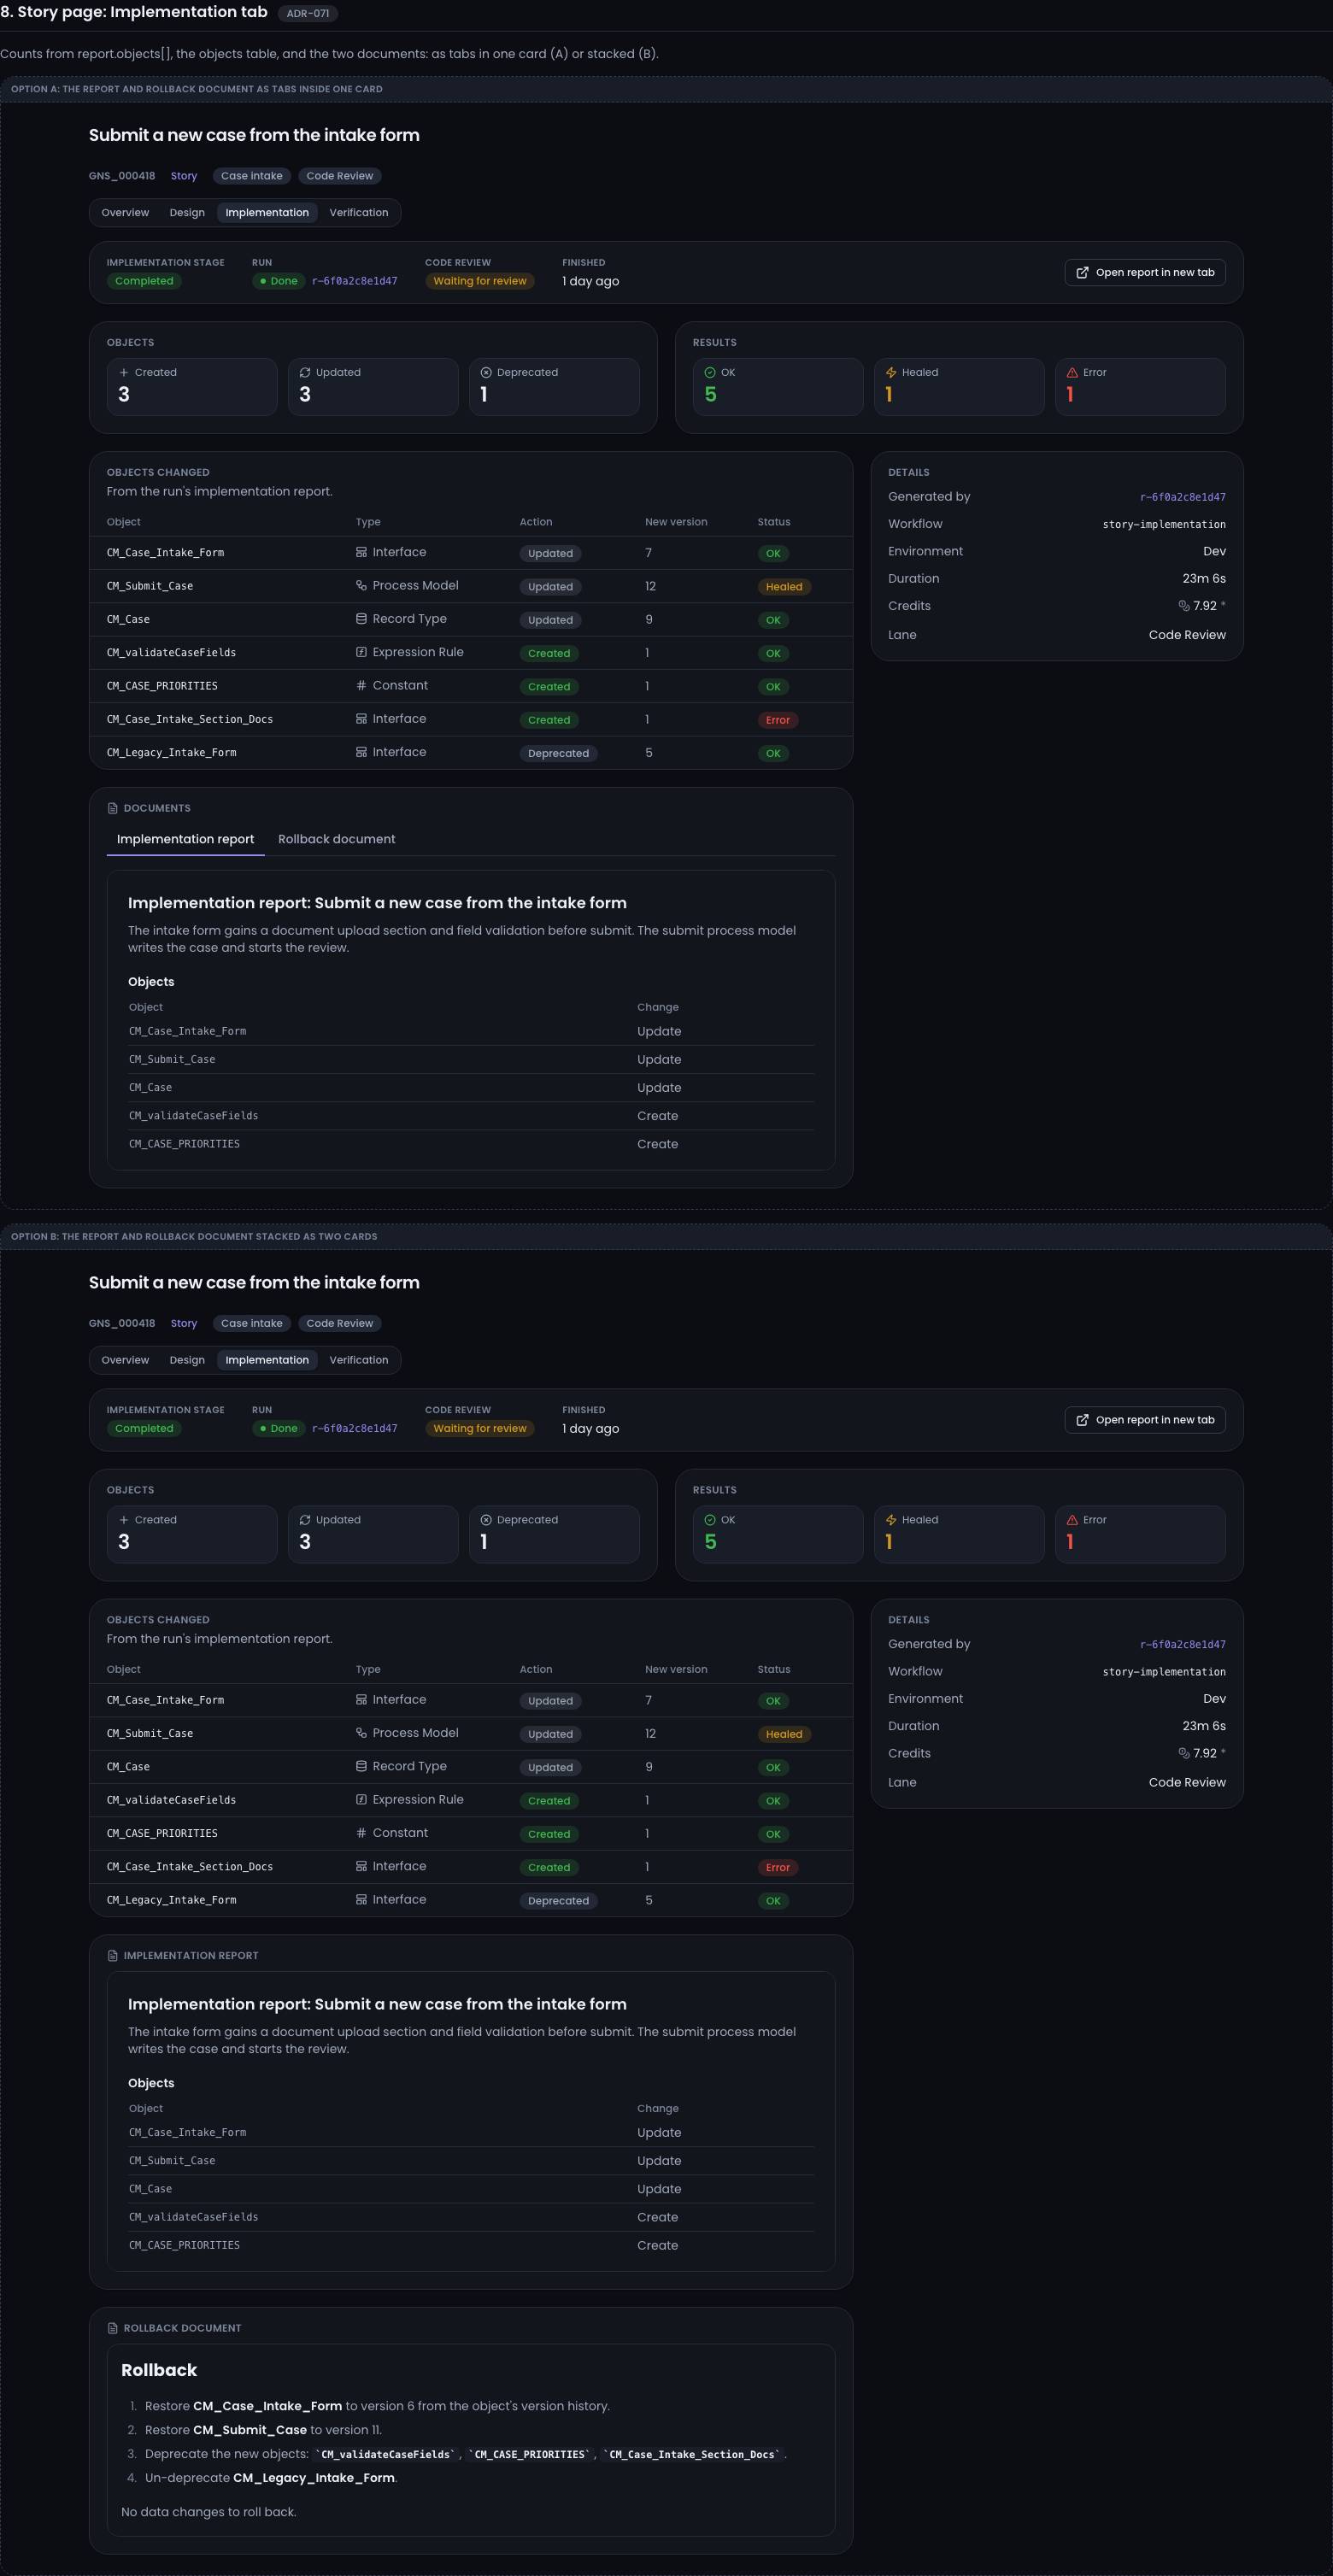 8. Story page: Implementation tab ADR-071
Counts from report.objects[], the objects table, and the two documents: as tabs in one card (A) or stacked (B).
OPTION A: THE REPORT AND ROLLBACK DOCUMENT AS TABS INSIDE ONE CARD
Submit a new case from the intake form
GNS_000418 Story Case intake Code Review
Overview Design Implementation Verification
IMPLEMENTATION STAGE RUN CODE REVIEW FINISHED
Completed Done r-6f0a2c8e1d47 Waiting for review 1 day ago
Open report in new tab
OBJECTS
Created Updated Deprecated
3 3 1
RESULTS
OK Healed Error
5 1 1
OBJECTS CHANGED
From the run's implementation report.
Object Type Action New version Status
CM_Case_Intake_Form Interface Updated 7 OK
CM_Submit_Case Process Model Updated 12 Healed
CM_Case Record Type Updated 9 OK
CM_validateCaseFields Expression Rule Created 1 OK
CM_CASE_PRIORITIES Constant Created 1 OK
CM_Case_Intake_Section_Docs Interface Created 1 Error
CM_Legacy_Intake_Form Interface Deprecated 5 OK
DETAILS
Generated by r-6f0a2c8e1d47
Workflow story-implementation
Environment Dev
Duration 23m 6s
Credits 7.92 *
Lane Code Review
DOCUMENTS
Implementation report Rollback document
Implementation report: Submit a new case from the intake form
The intake form gains a document upload section and field validation before submit. The submit process model
writes the case and starts the review.
Objects
Object Change
CM_Case_Intake_Form Update
CM_Submit_Case Update
CM_Case Update
CM_validateCaseFields Create
CM_CASE_PRIORITIES Create
OPTION B: THE REPORT AND ROLLBACK DOCUMENT STACKED AS TWO CARDS
Submit a new case from the intake form
GNS_000418 Story Case intake Code Review
Overview Design Implementation Verification
IMPLEMENTATION STAGE RUN CODE REVIEW FINISHED
Completed Done r-6f0a2c8e1d47 Waiting for review 1 day ago
Open report in new tab
OBJECTS
Created Updated Deprecated
3 3 1
RESULTS
OK Healed Error
5 1 1
OBJECTS CHANGED
From the run's implementation report.
Object Type Action New version Status
CM_Case_Intake_Form Interface Updated 7 OK
CM_Submit_Case Process Model Updated 12 Healed
CM_Case Record Type Updated 9 OK
CM_validateCaseFields Expression Rule Created 1 OK
CM_CASE_PRIORITIES Constant Created 1 OK
CM_Case_Intake_Section_Docs Interface Created 1 Error
CM_Legacy_Intake_Form Interface Deprecated 5 OK
DETAILS
Generated by r-6f0a2c8e1d47
Workflow story-implementation
Environment Dev
Duration 23m 6s
Credits 7.92 *
Lane Code Review
IMPLEMENTATION REPORT
Implementation report: Submit a new case from the intake form
The intake form gains a document upload section and field validation before submit. The submit process model
writes the case and starts the review.
Objects
Object Change
CM_Case_Intake_Form Update
CM_Submit_Case Update
CM_Case Update
CM_validateCaseFields Create
CM_CASE_PRIORITIES Create
ROLLBACK DOCUMENT
Rollback
1. Restore CM_Case_Intake_Form to version 6 from the object's version history.
2. Restore CM_Submit_Case to version 11.
3. Deprecate the new objects: `CM_validateCaseFields`, `CM_CASE_PRIORITIES`, `CM_Case_Intake_Section_Docs`.
4. Un-deprecate CM_Legacy_Intake_Form.
No data changes to roll back.